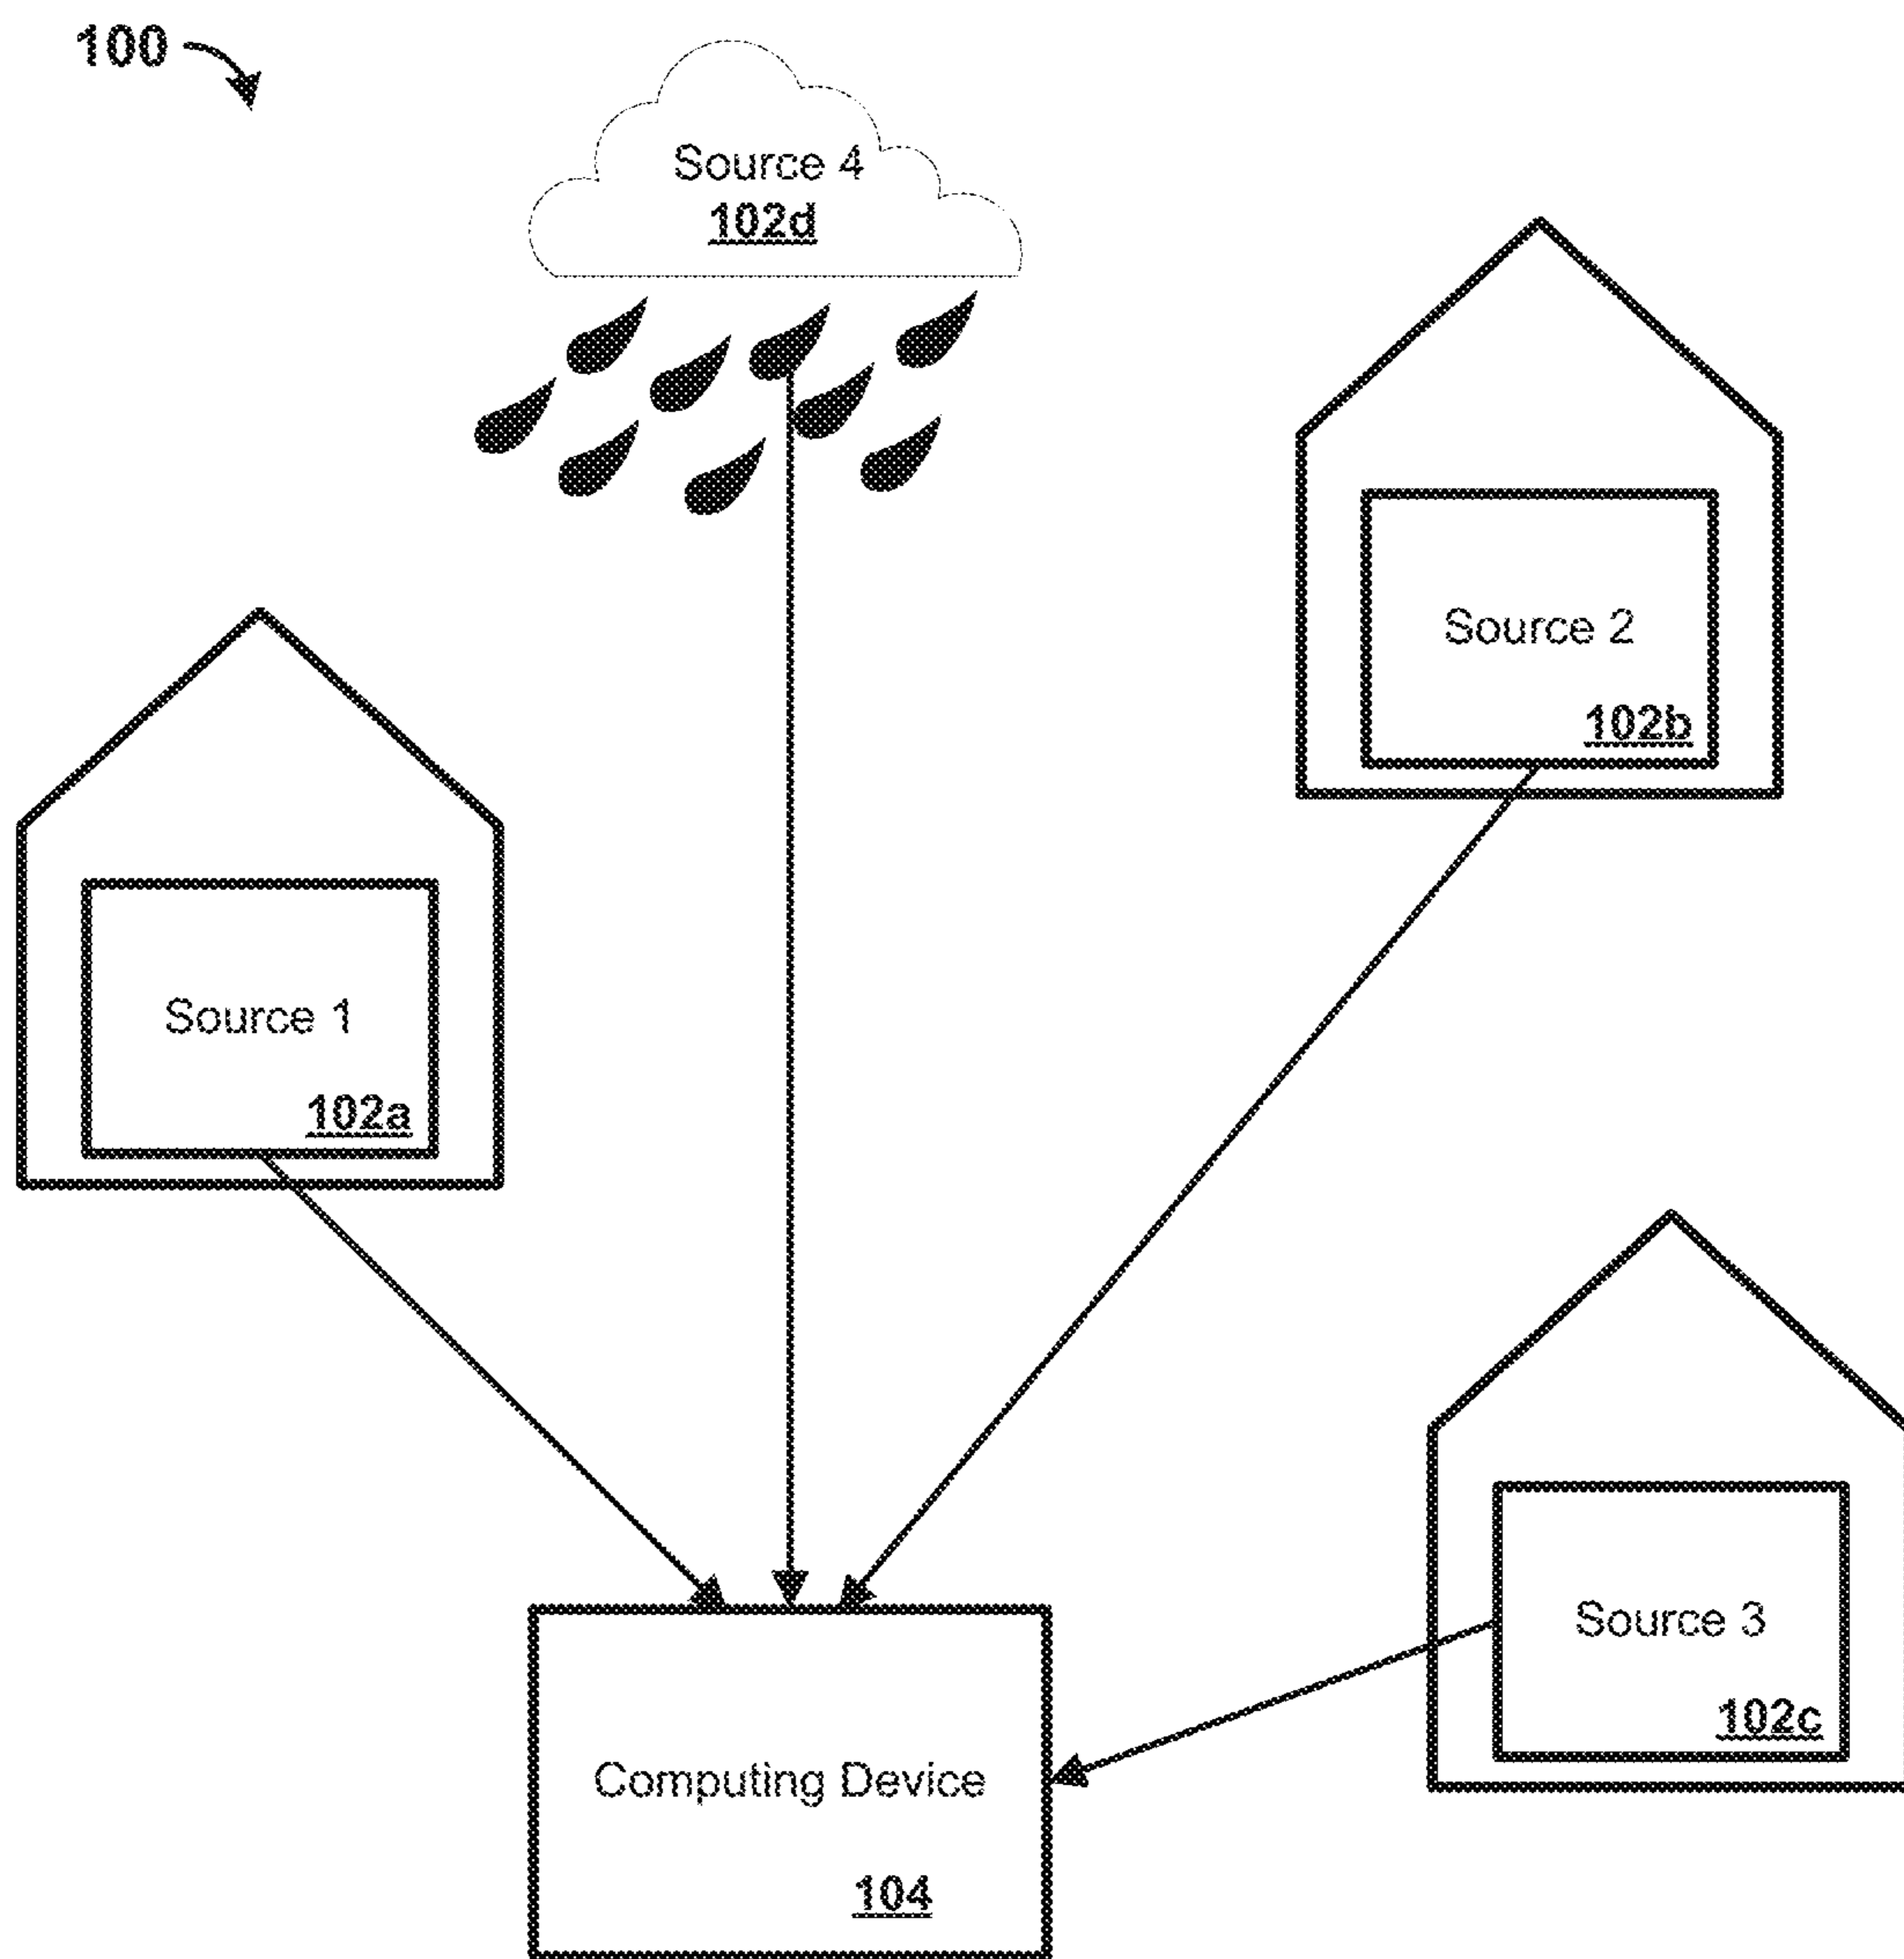 100
Source 4
102d
Source 2
102b
Source 1
102a
Source 3
102c
Computing Device
104